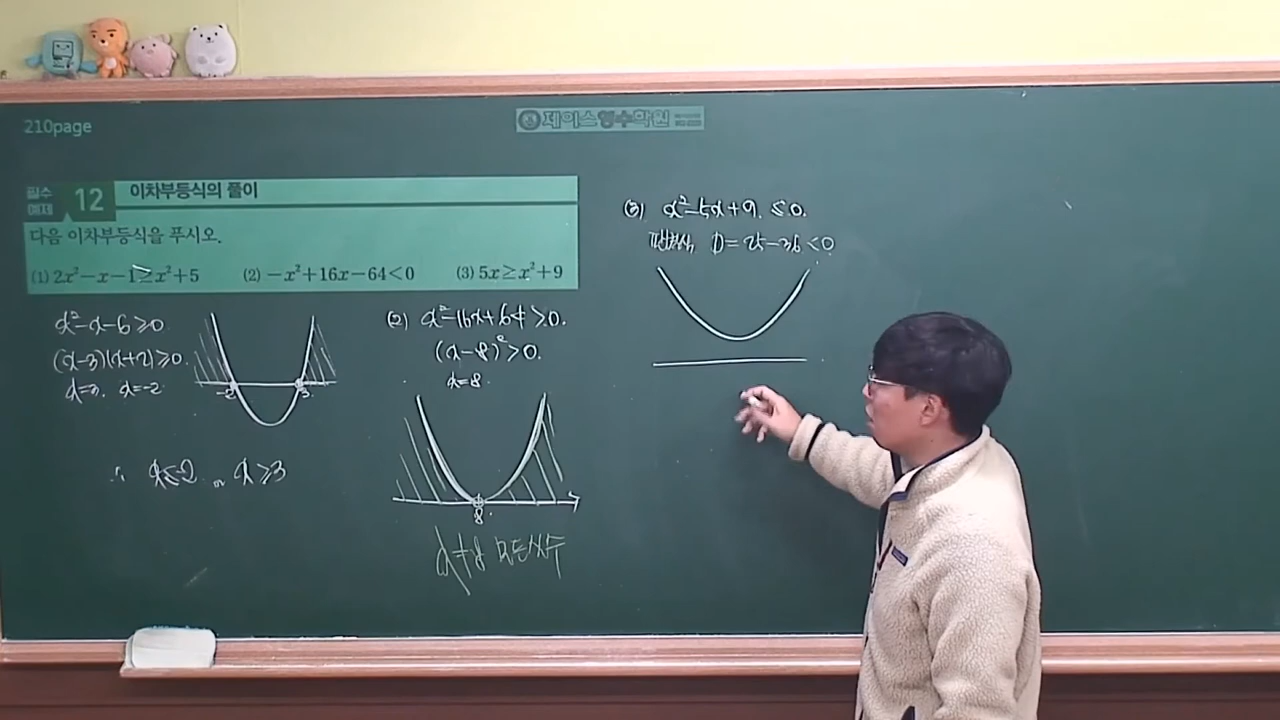 210page
제이스영수학원
필수 예제 12 이차부등식의 풀이
다음 이차부등식을 푸시오.
(1) 2x²-x-1≥x²+5 (2) -x²+16x-64<0 (3) 5x≥x²+9
x²-x-6≥0
(x-3)(x+2)≥0.
x=3, x=-2
-2 3
∴ x≤-2 or x≥3
(2) x²-16x+64>0.
(x-8)²>0.
x=8
8
x≠8 모든실수
(3) x²-5x+9 ≤0.
판별식 D=25-36<0